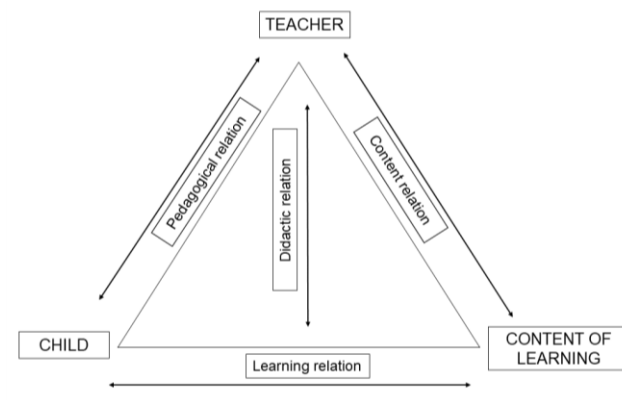 TEACHER
Pedagogical relation
Didactic relation
Content relation
CHILD
CONTENT OF
LEARNING
Learning relation